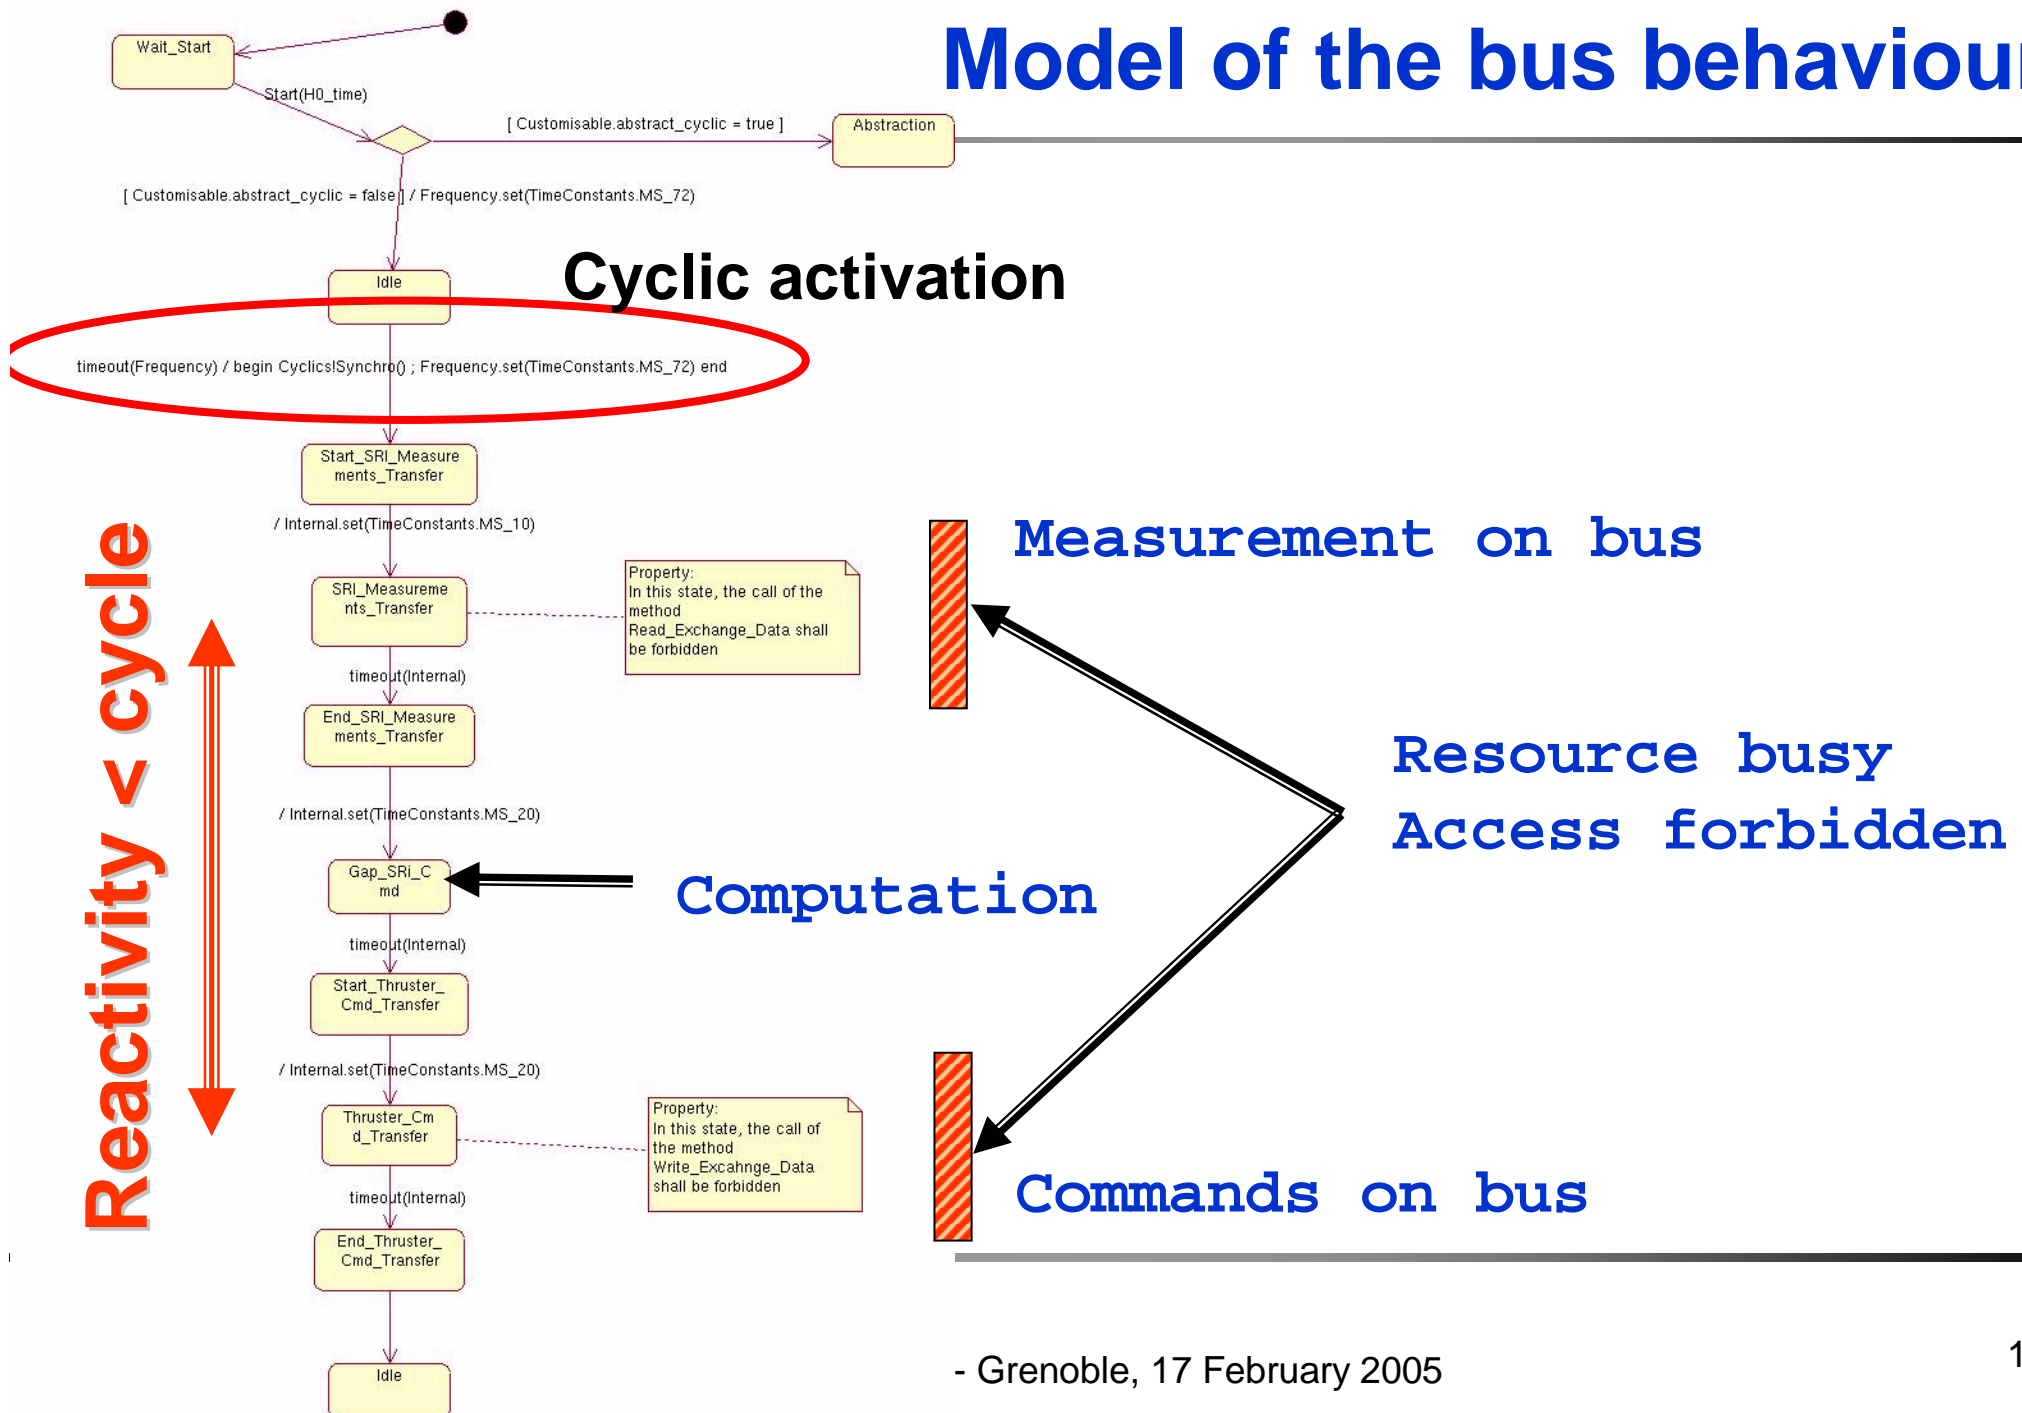 Model of the bus behaviour
Wait_Start
Start(H0_time)
[ Customisable.abstract_cyclic = true ]
Abstraction
[ Customisable.abstract_cyclic = false ] / Frequency.set(TimeConstants.MS_72)
Idle
Cyclic activation
timeout(Frequency) / begin Cyclics!Synchro() ; Frequency.set(TimeConstants.MS_72) end
Start_SRI_Measure
ments_Transfer
/ Internal.set(TimeConstants.MS_10)
Measurement on bus
SRI_Measureme
nts_Transfer
Property:
In this state, the call of the
method
Read_Exchange_Data shall
be forbidden
timeout(Internal)
End_SRI_Measure
ments_Transfer
Resource busy
Access forbidden
/ Internal.set(TimeConstants.MS_20)
Reactivity < cycle
Gap_SRi_C
md
Computation
timeout(Internal)
Start_Thruster_
Cmd_Transfer
/ Internal.set(TimeConstants.MS_20)
Thruster_Cm
d_Transfer
Property:
In this state, the call of
the method
Write_Excahnge_Data
shall be forbidden
Commands on bus
timeout(Internal)
End_Thruster_
Cmd_Transfer
Idle
- Grenoble, 17 February 2005
1